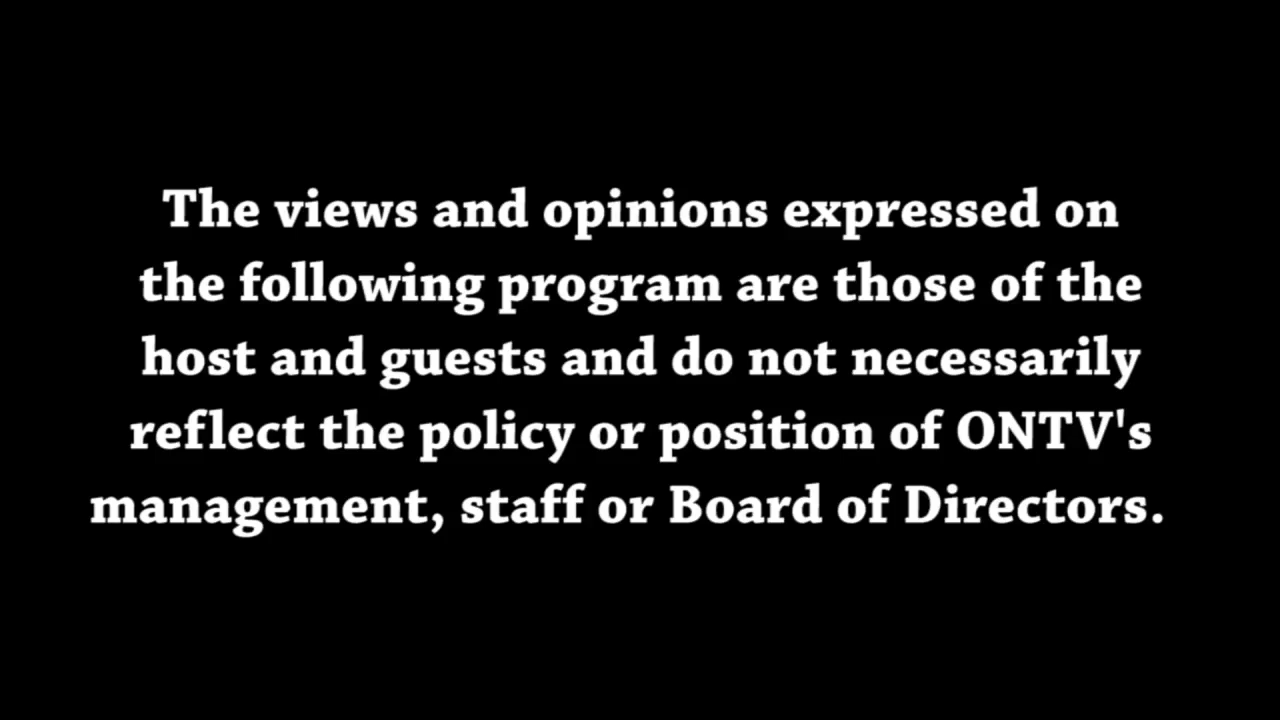 The views and opinions expressed on
the following program are those of the
host and guests and do not necessarily
reflect the policy or position of ONTV's
management, staff or Board of Directors.